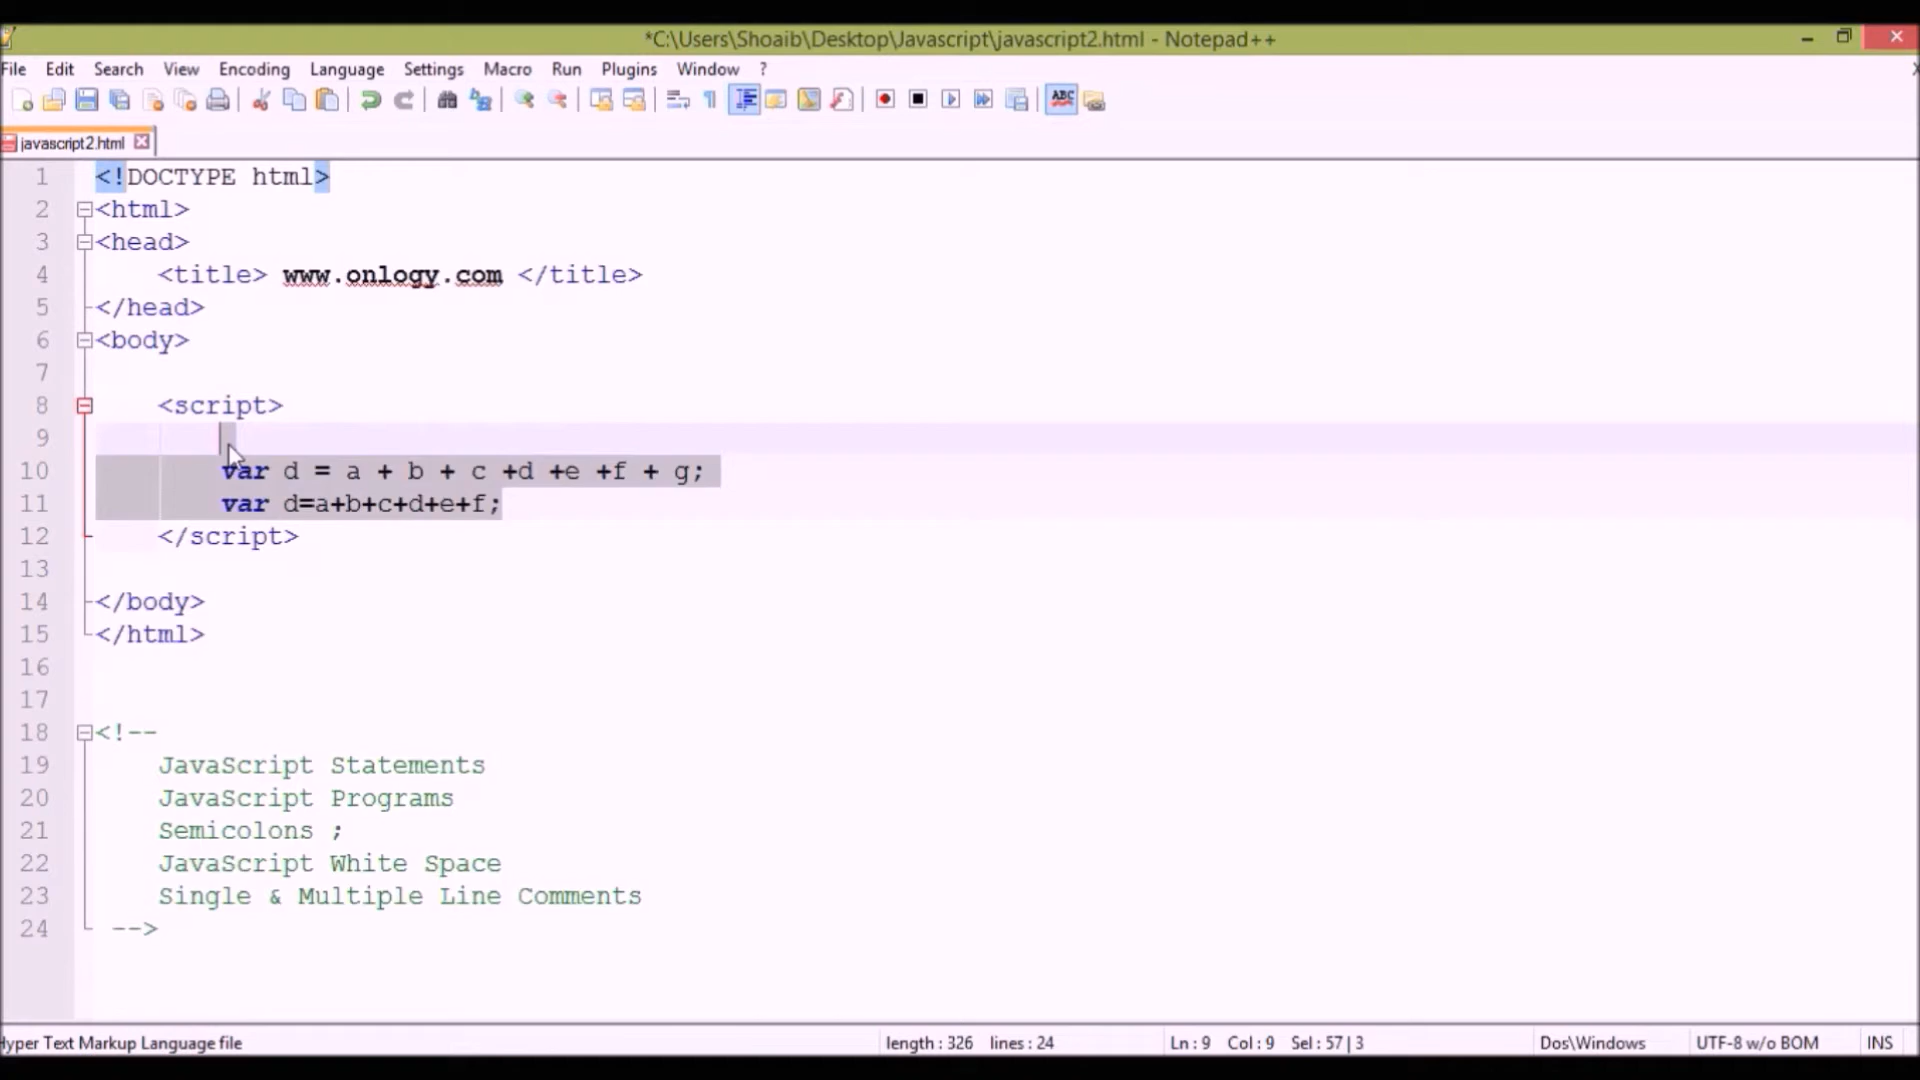 *C:\Users\Shoaib\Desktop\Javascript\javascript2.html - Notepad++
File Edit Search View Encoding Language Settings Macro Run Plugins Window ?
ABC
javascript2.html
1 <!DOCTYPE html>
2 <html>
3 <head>
4 <title> www.onlogy.com </title>
5 </head>
6 <body>
7
8 <script>
9
10 var d = a + b + c +d +e +f + g;
11 var d=a+b+c+d+e+f;
12 </script>
13
14 </body>
15 </html>
16
17
18 <!--
19 JavaScript Statements
20 JavaScript Programs
21 Semicolons ;
22 JavaScript White Space
23 Single & Multiple Line Comments
24 -->
Hyper Text Markup Language file length : 326 lines : 24 Ln : 9 Col : 9 Sel : 57 | 3 Dos\Windows UTF-8 w/o BOM INS